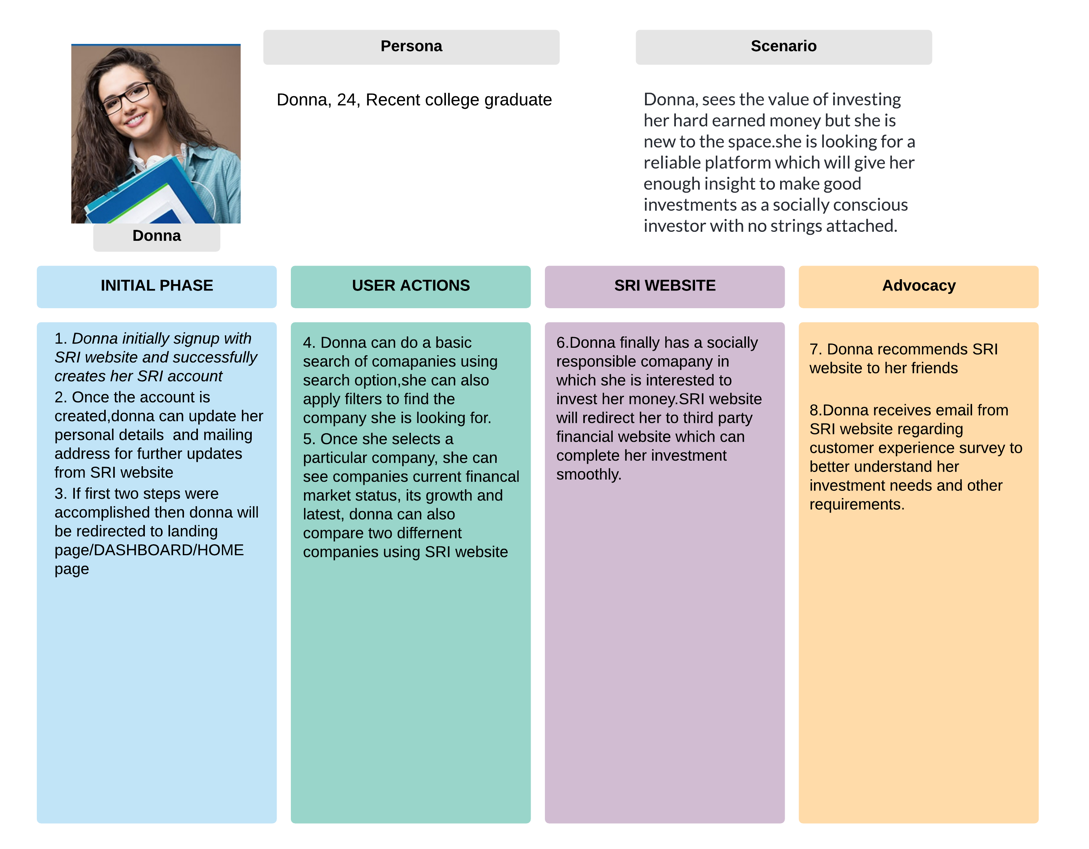 Persona
Scenario
Donna, 24, Recent college graduate
Donna, sees the value of investing
her hard earned money but she is
new to the space.she is looking for a
reliable platform which will give her
enough insight to make good
investments as a socially conscious
investor with no strings attached.
Donna
INITIAL PHASE
USER ACTIONS
SRI WEBSITE
Advocacy
1. Donna initially signup with
SRI website and successfully
creates her SRI account
2. Once the account is
created,donna can update her
personal details  and mailing
address for further updates
from SRI website
3. If first two steps were
accomplished then donna will
be redirected to landing
page/DASHBOARD/HOME
page
4. Donna can do a basic
search of comapanies using
search option,she can also
apply filters to find the
company she is looking for.
5. Once she selects a
particular company, she can
see companies current financal
market status, its growth and
latest, donna can also
compare two differnent
companies using SRI website
6.Donna finally has a socially
responsible comapany in
which she is interested to
invest her money.SRI website
will redirect her to third party
financial website which can
complete her investment
smoothly.
7. Donna recommends SRI
website to her friends
8.Donna receives email from
SRI website regarding
customer experience survey to
better understand her
investment needs and other
requirements.